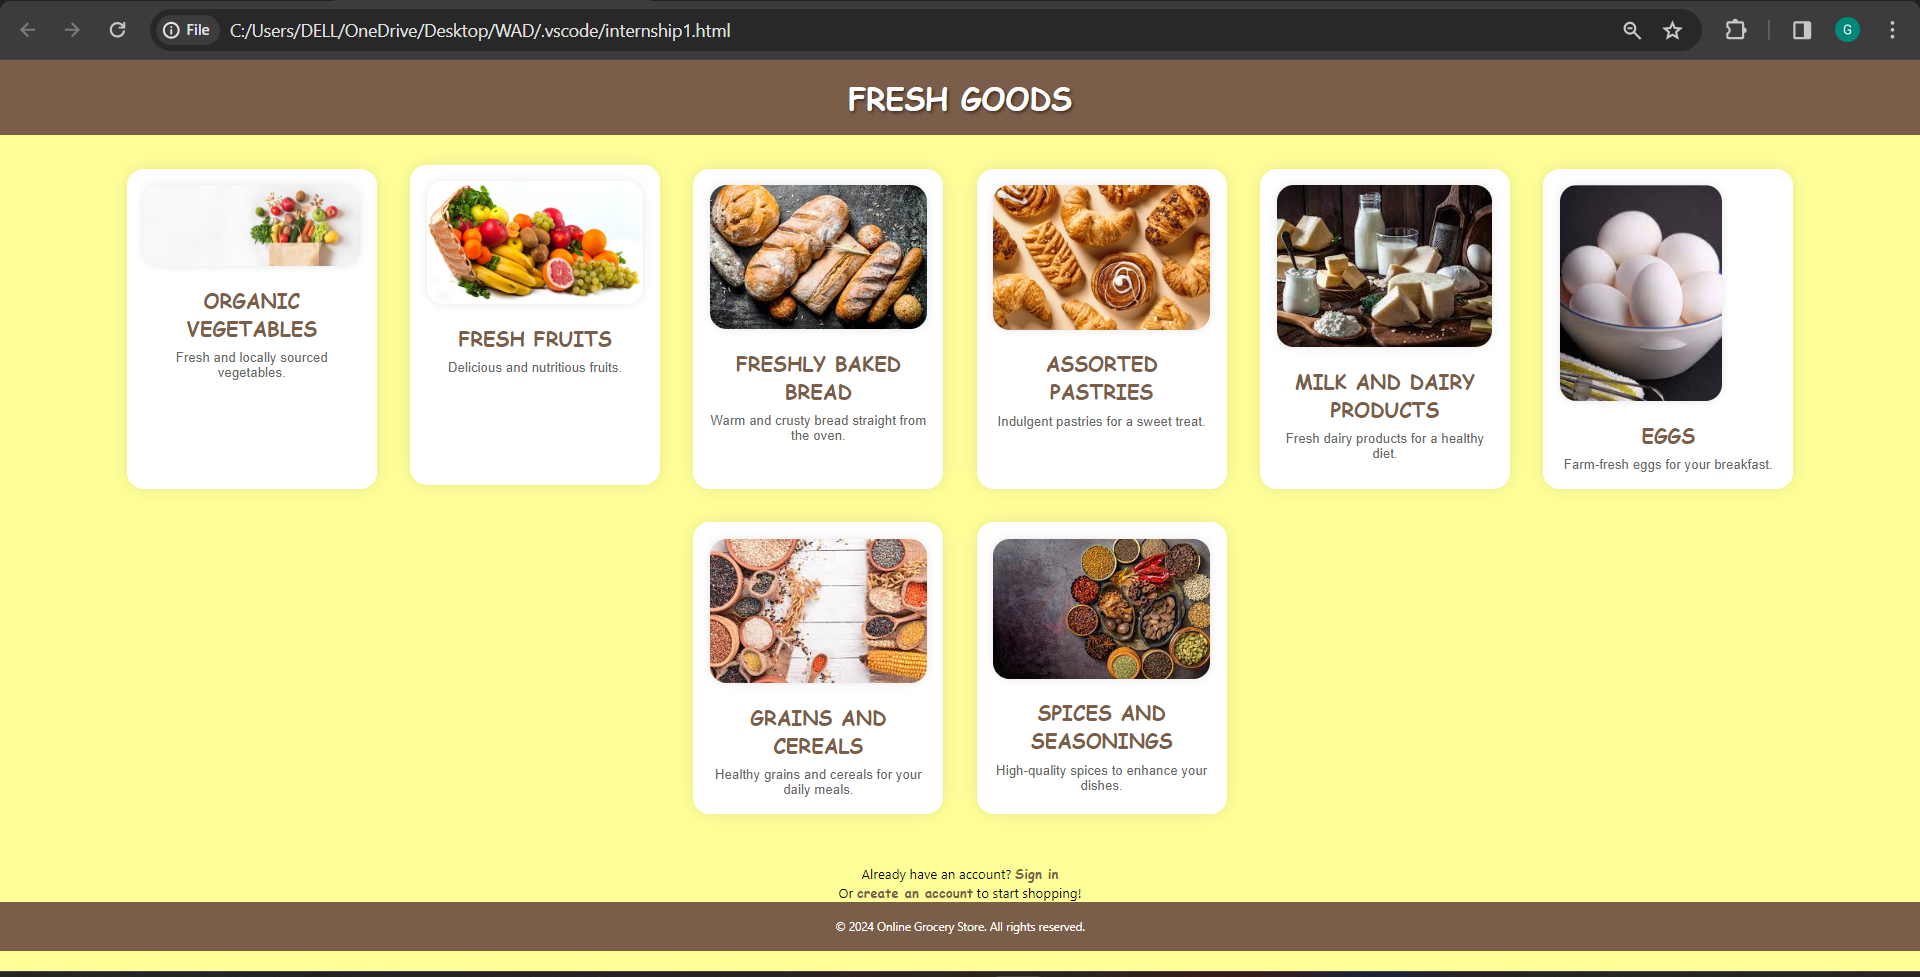 File
C:/Users/DELL/OneDrive/Desktop/WAD/.vscode/internship1.html
G
FRESH GOODS
ORGANIC
VEGETABLES
Fresh and locally sourced
vegetables.
FRESH FRUITS
Delicious and nutritious fruits.
FRESHLY BAKED
BREAD
Warm and crusty bread straight from
the oven.
ASSORTED
PASTRIES
Indulgent pastries for a sweet treat.
MILK AND DAIRY
PRODUCTS
Fresh dairy products for a healthy
diet.
EGGS
Farm-fresh eggs for your breakfast.
GRAINS AND
CEREALS
Healthy grains and cereals for your
daily meals.
SPICES AND
SEASONINGS
High-quality spices to enhance your
dishes.
Already have an account? Sign in
Or create an account to start shopping!
© 2024 Online Grocery Store. All rights reserved.